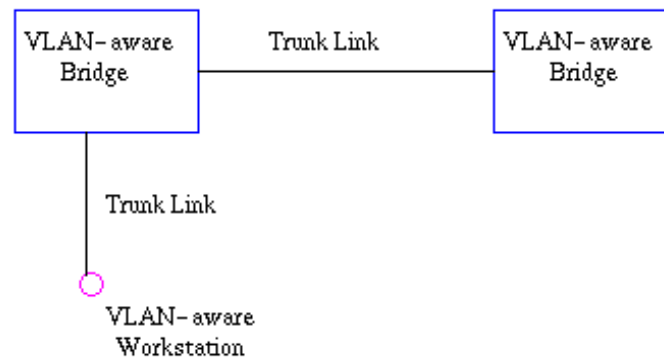 VLAN-aware
Bridge
Trunk Link
VLAN-aware
Bridge
Trunk Link
VLAN-aware
Workstation